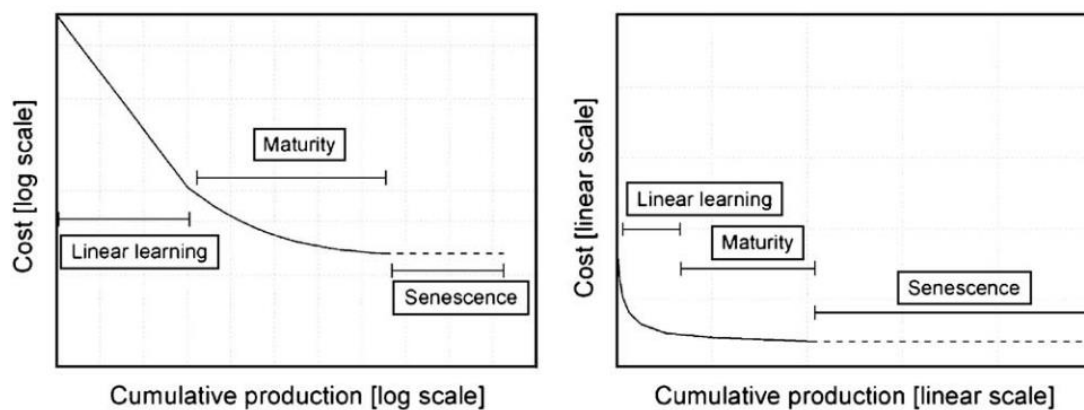 Cost [log scale]
Maturity
Linear learning
Senescence
Cumulative production [log scale]
Cost [linear scale]
Linear learning
Maturity
Senescence
Cumulative production [linear scale]